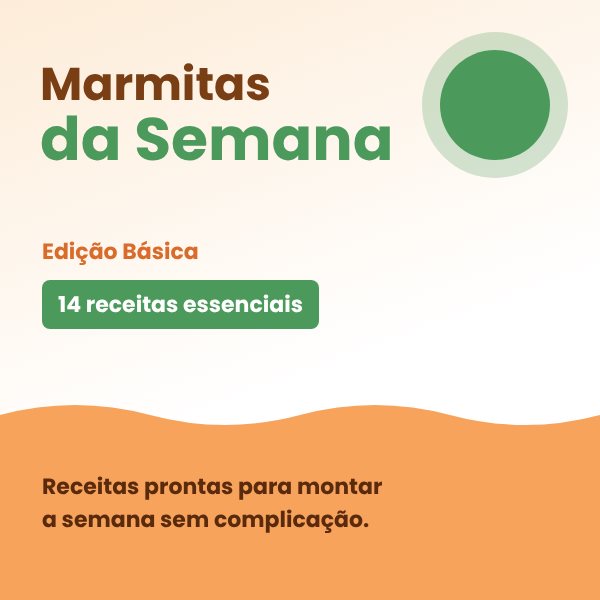 Marmitas
da Semana
Edição Básica
14 receitas essenciais
Receitas prontas para montar
a semana sem complicação.